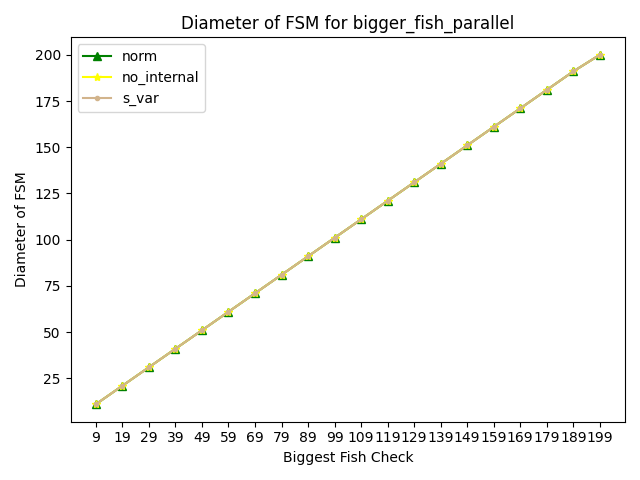 Diameter of FSM for bigger_fish_parallel
norm
no_internal
s_var
Diameter of FSM
200
175
150
125
100
75
50
25
9 19 29 39 49 59 69 79 89 99 109 119 129 139 149 159 169 179 189 199
Biggest Fish Check